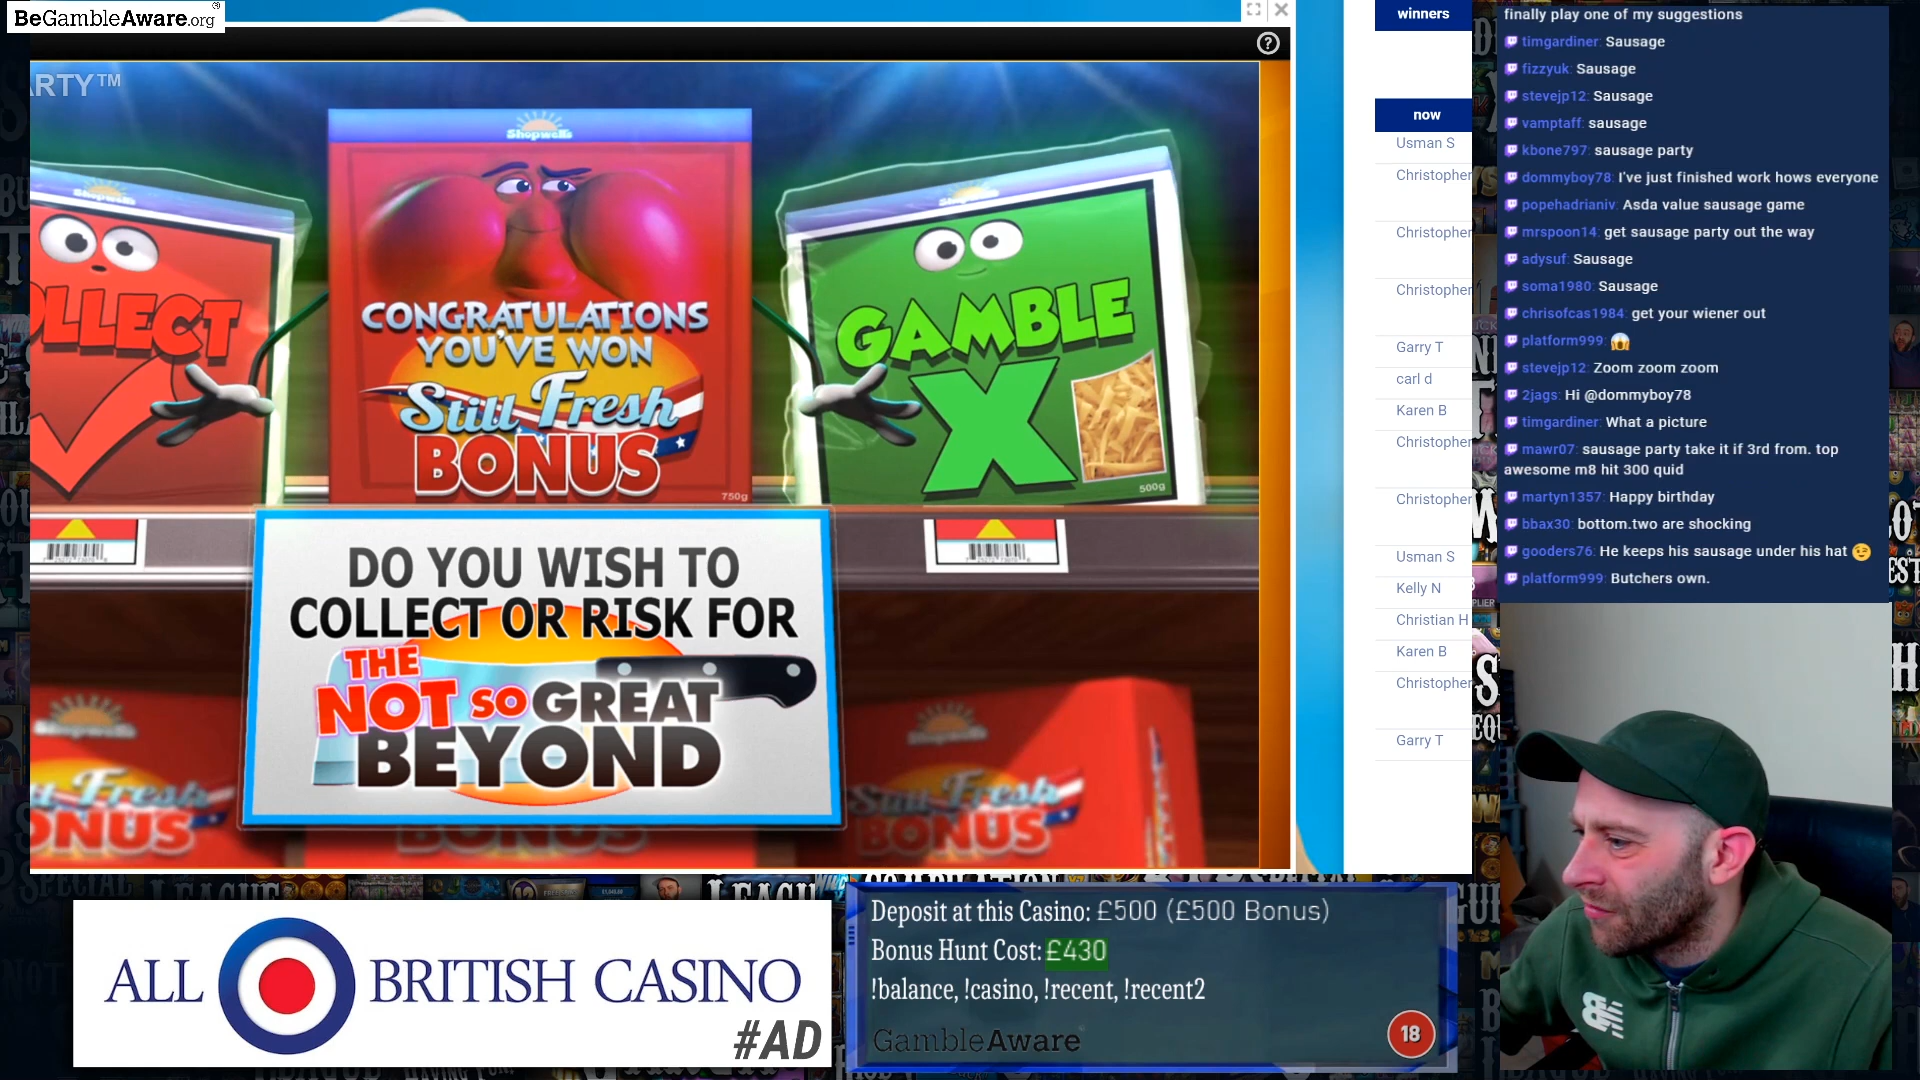 BeGambleAware.org®
ARTY™
Shopwells
OLLECT
CONGRATULATIONS
YOU'VE WON
Still Fresh
BONUS
750g
GAMBLE
X
500g
DO YOU WISH TO
COLLECT OR RISK FOR
THE
NOT SO GREAT
BEYOND
Still Fresh
BONUS
winners
now
Usman S
Christopher
Christopher
Christopher
Garry T
carl d
Karen B
Christopher
Christopher
Usman S
Kelly N
Christian H
Karen B
Christopher
Garry T
finally play one of my suggestions
timgardiner: Sausage
fizzyuk: Sausage
stevejp12: Sausage
vamptaff: sausage
kbone797: sausage party
dommyboy78: I've just finished work hows everyone
popehadrianiv: Asda value sausage game
mrspoon14: get sausage party out the way
adysuf: Sausage
soma1980: Sausage
chrisofcas1984: get your wiener out
platform999: 😱
stevejp12: Zoom zoom zoom
2jags: Hi @dommyboy78
timgardiner: What a picture
mawr07: sausage party take it if 3rd from. top
awesome m8 hit 300 quid
martyn1357: Happy birthday
bbax30: bottom.two are shocking
gooders76: He keeps his sausage under his hat 😉
platform999: Butchers own.
ALL BRITISH CASINO
#AD
Deposit at this Casino: £500 (£500 Bonus)
Bonus Hunt Cost: £430
!balance, !casino, !recent, !recent2
GambleAware
18